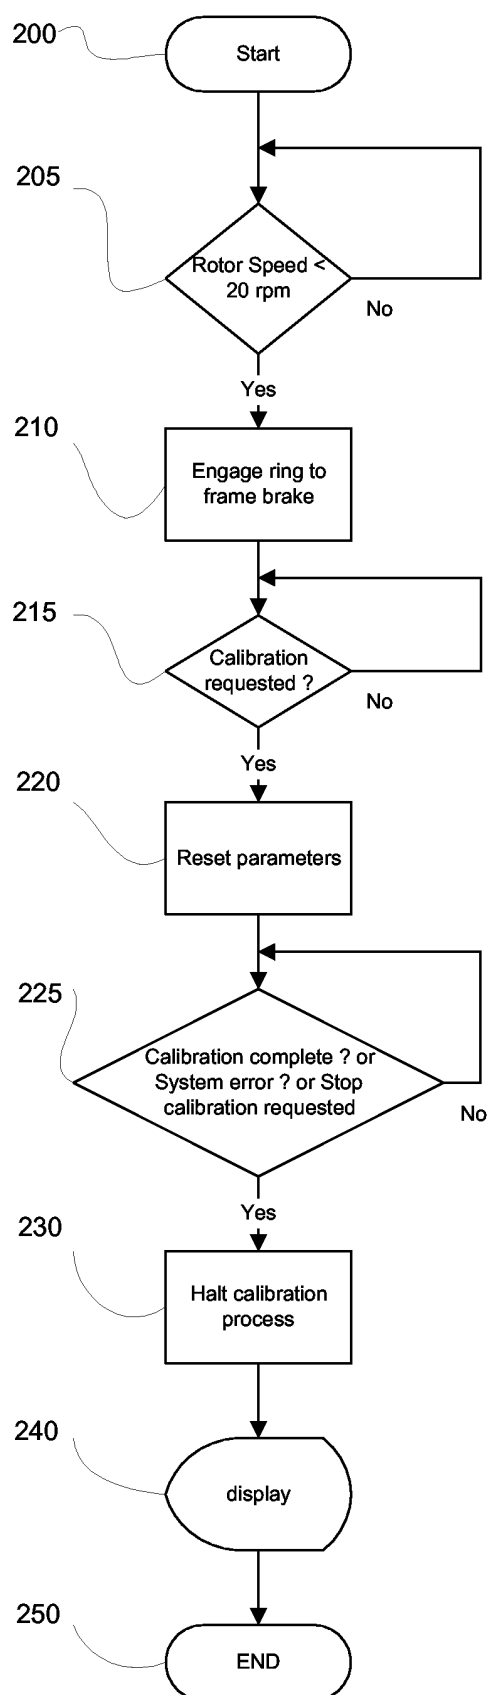 200
Start
205
Rotor Speed <
20 rpm
No
Yes
210
Engage ring to
frame brake
215
Calibration
requested ?
No
Yes
220
Reset parameters
225
Calibration complete ? or
System error ? or Stop
calibration requested
No
Yes
230
Halt calibration
process
240
display
250
END